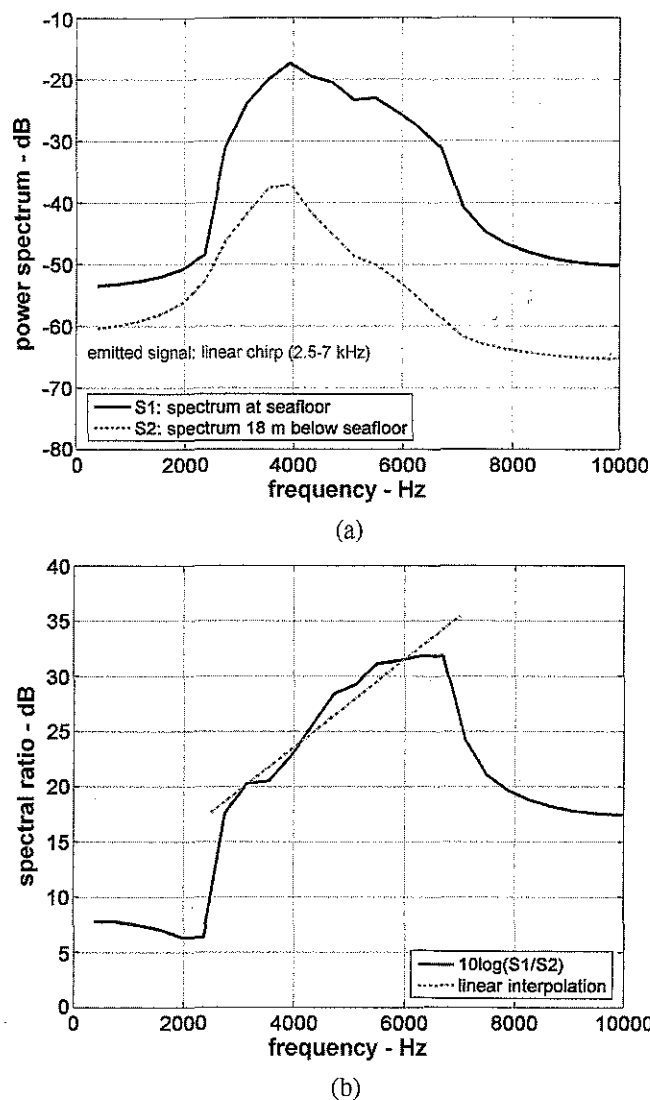 -10
-20
-30
-40
-50
-60
-70
-80
power spectrum - dB
emitted signal: linear chirp (2.5-7 kHz)
S1: spectrum at seafloor
S2: spectrum 18 m below seafloor
0 2000 4000 6000 8000 10000
frequency - Hz
(a)
40
35
30
25
20
15
10
5
0
spectral ratio - dB
10log(S1/S2)
linear interpolation
0 2000 4000 6000 8000 10000
frequency - Hz
(b)